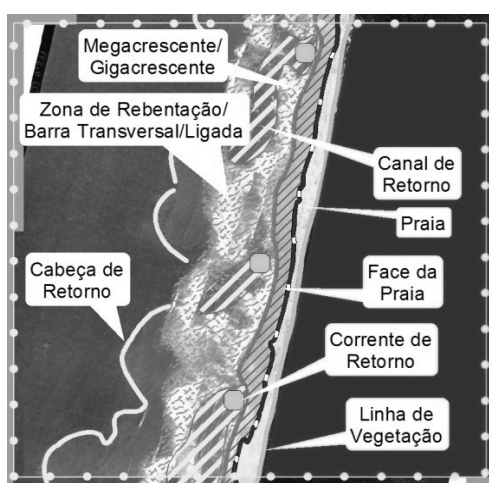 Megacrescente/
Gigacrescente
Zona de Rebentação/
Barra Transversal/Ligada
Canal de
Retorno
Praia
Cabeça de
Retorno
Face da
Praia
Corrente de
Retorno
Linha de
Vegetação